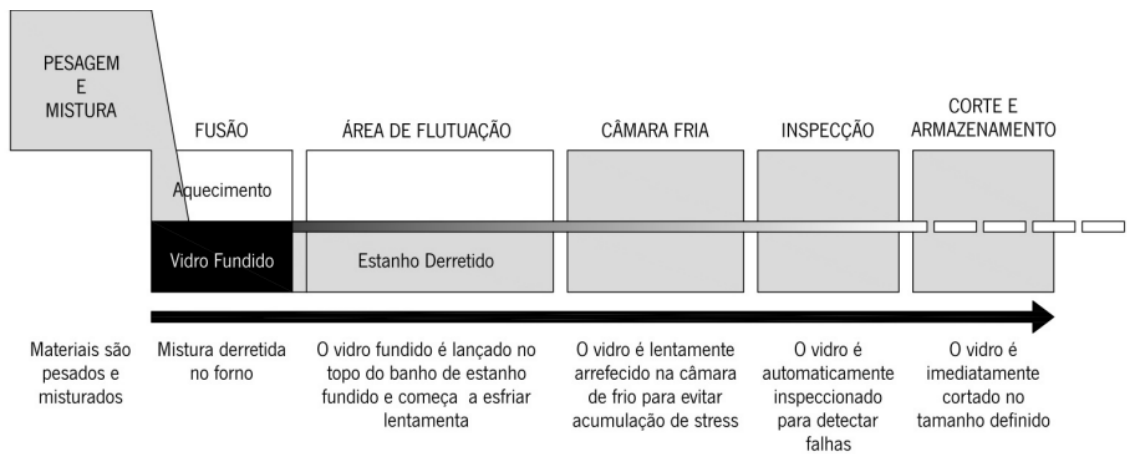 PESAGEM
E
MISTURA
FUSÃO
ÁREA DE FLUTUAÇÃO
CÂMARA FRIA
INSPECÇÃO
CORTE E
ARMAZENAMENTO
Aquecimento
Vidro Fundido
Estanho Derretido
Materiais são
pesados e
misturados
Mistura derretida
no forno
O vidro fundido é lançado no
topo do banho de estanho
fundido e começa a esfriar
lentamenta
O vidro é lentamente
arrefecido na câmara
de frio para evitar
acumulação de stress
O vidro é
automaticamente
inspeccionado
para detectar
falhas
O vidro é
imediatamente
cortado no
tamanho definido